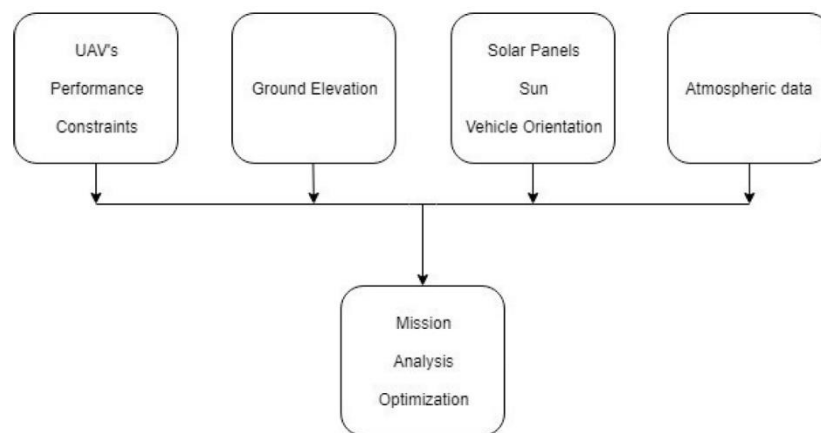 UAV's
Performance
Constraints
Ground Elevation
Solar Panels
Sun
Vehicle Orientation
Atmospheric data
Mission
Analysis
Optimization